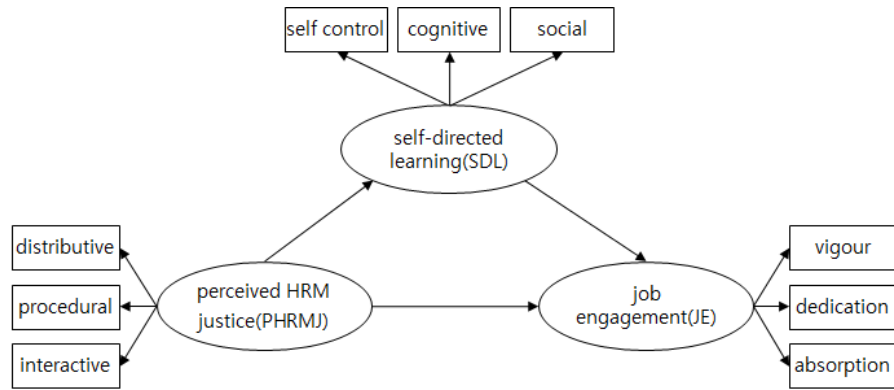 self control
cognitive
social
self-directed
learning(SDL)
distributive
procedural
interactive
perceived HRM
justice(PHRMJ)
job
engagement(JE)
vigour
dedication
absorption